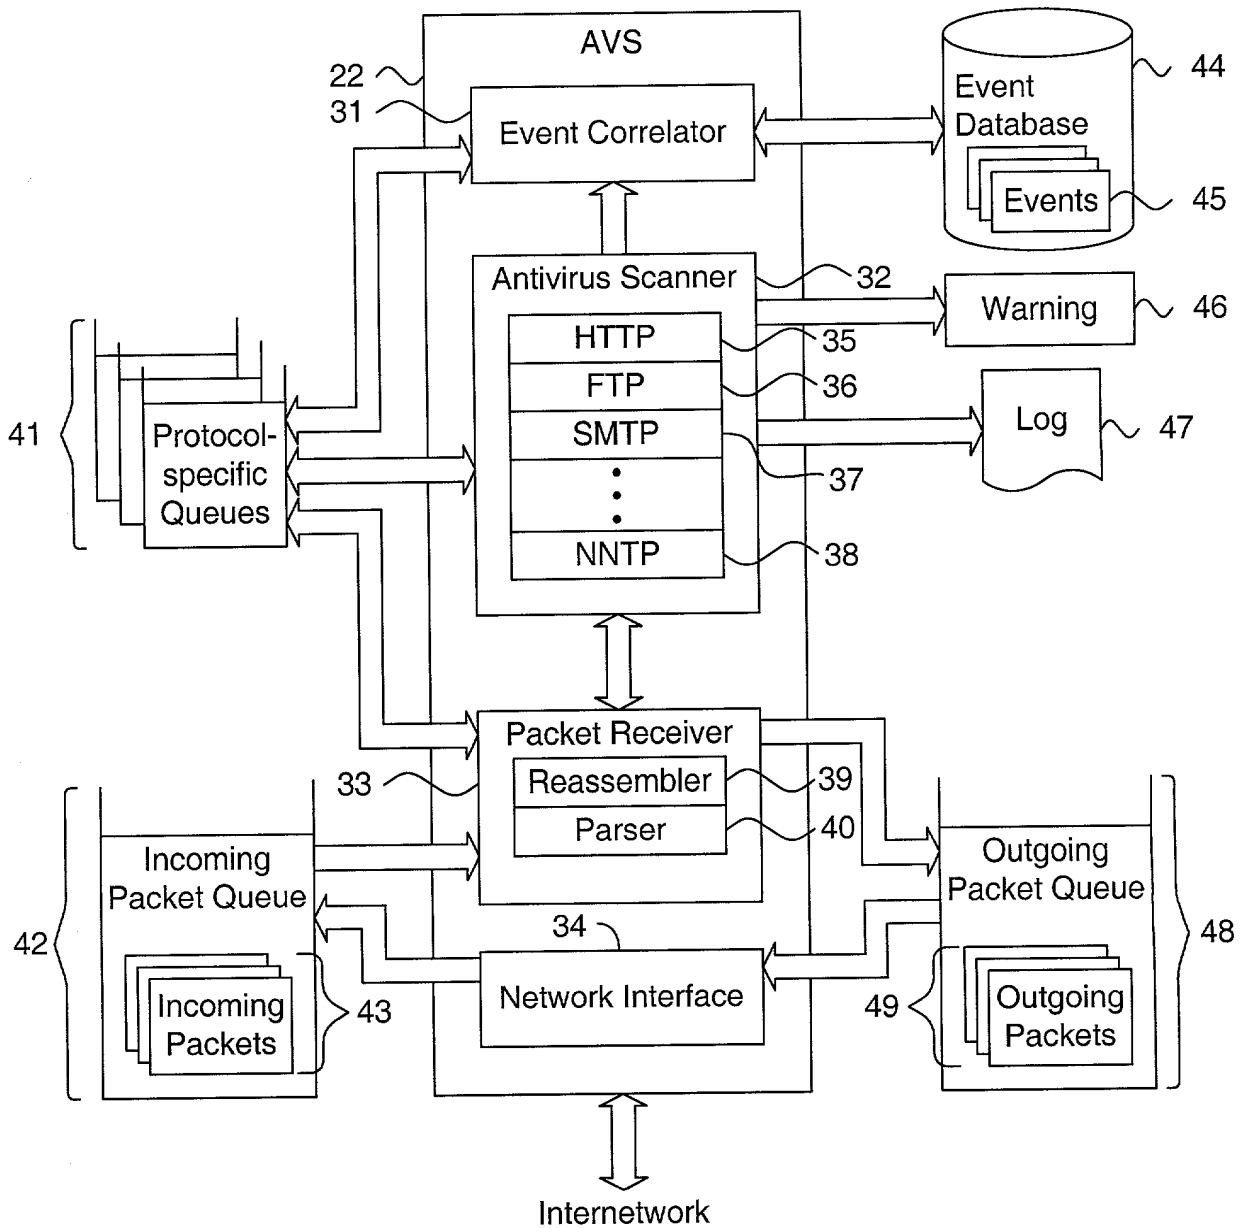 AVS
22
31
Event Correlator
44
Event
Database
Events
45
Antivirus Scanner
32
HTTP
35
FTP
36
SMTP
37
NNTP
38
Warning
46
Log
47
41
Protocol-
specific
Queues
Packet Receiver
33
Reassembler
39
Parser
40
Incoming
Packet Queue
42
Incoming
Packets
43
34
Network Interface
Outgoing
Packet Queue
48
49
Outgoing
Packets
Internetwork